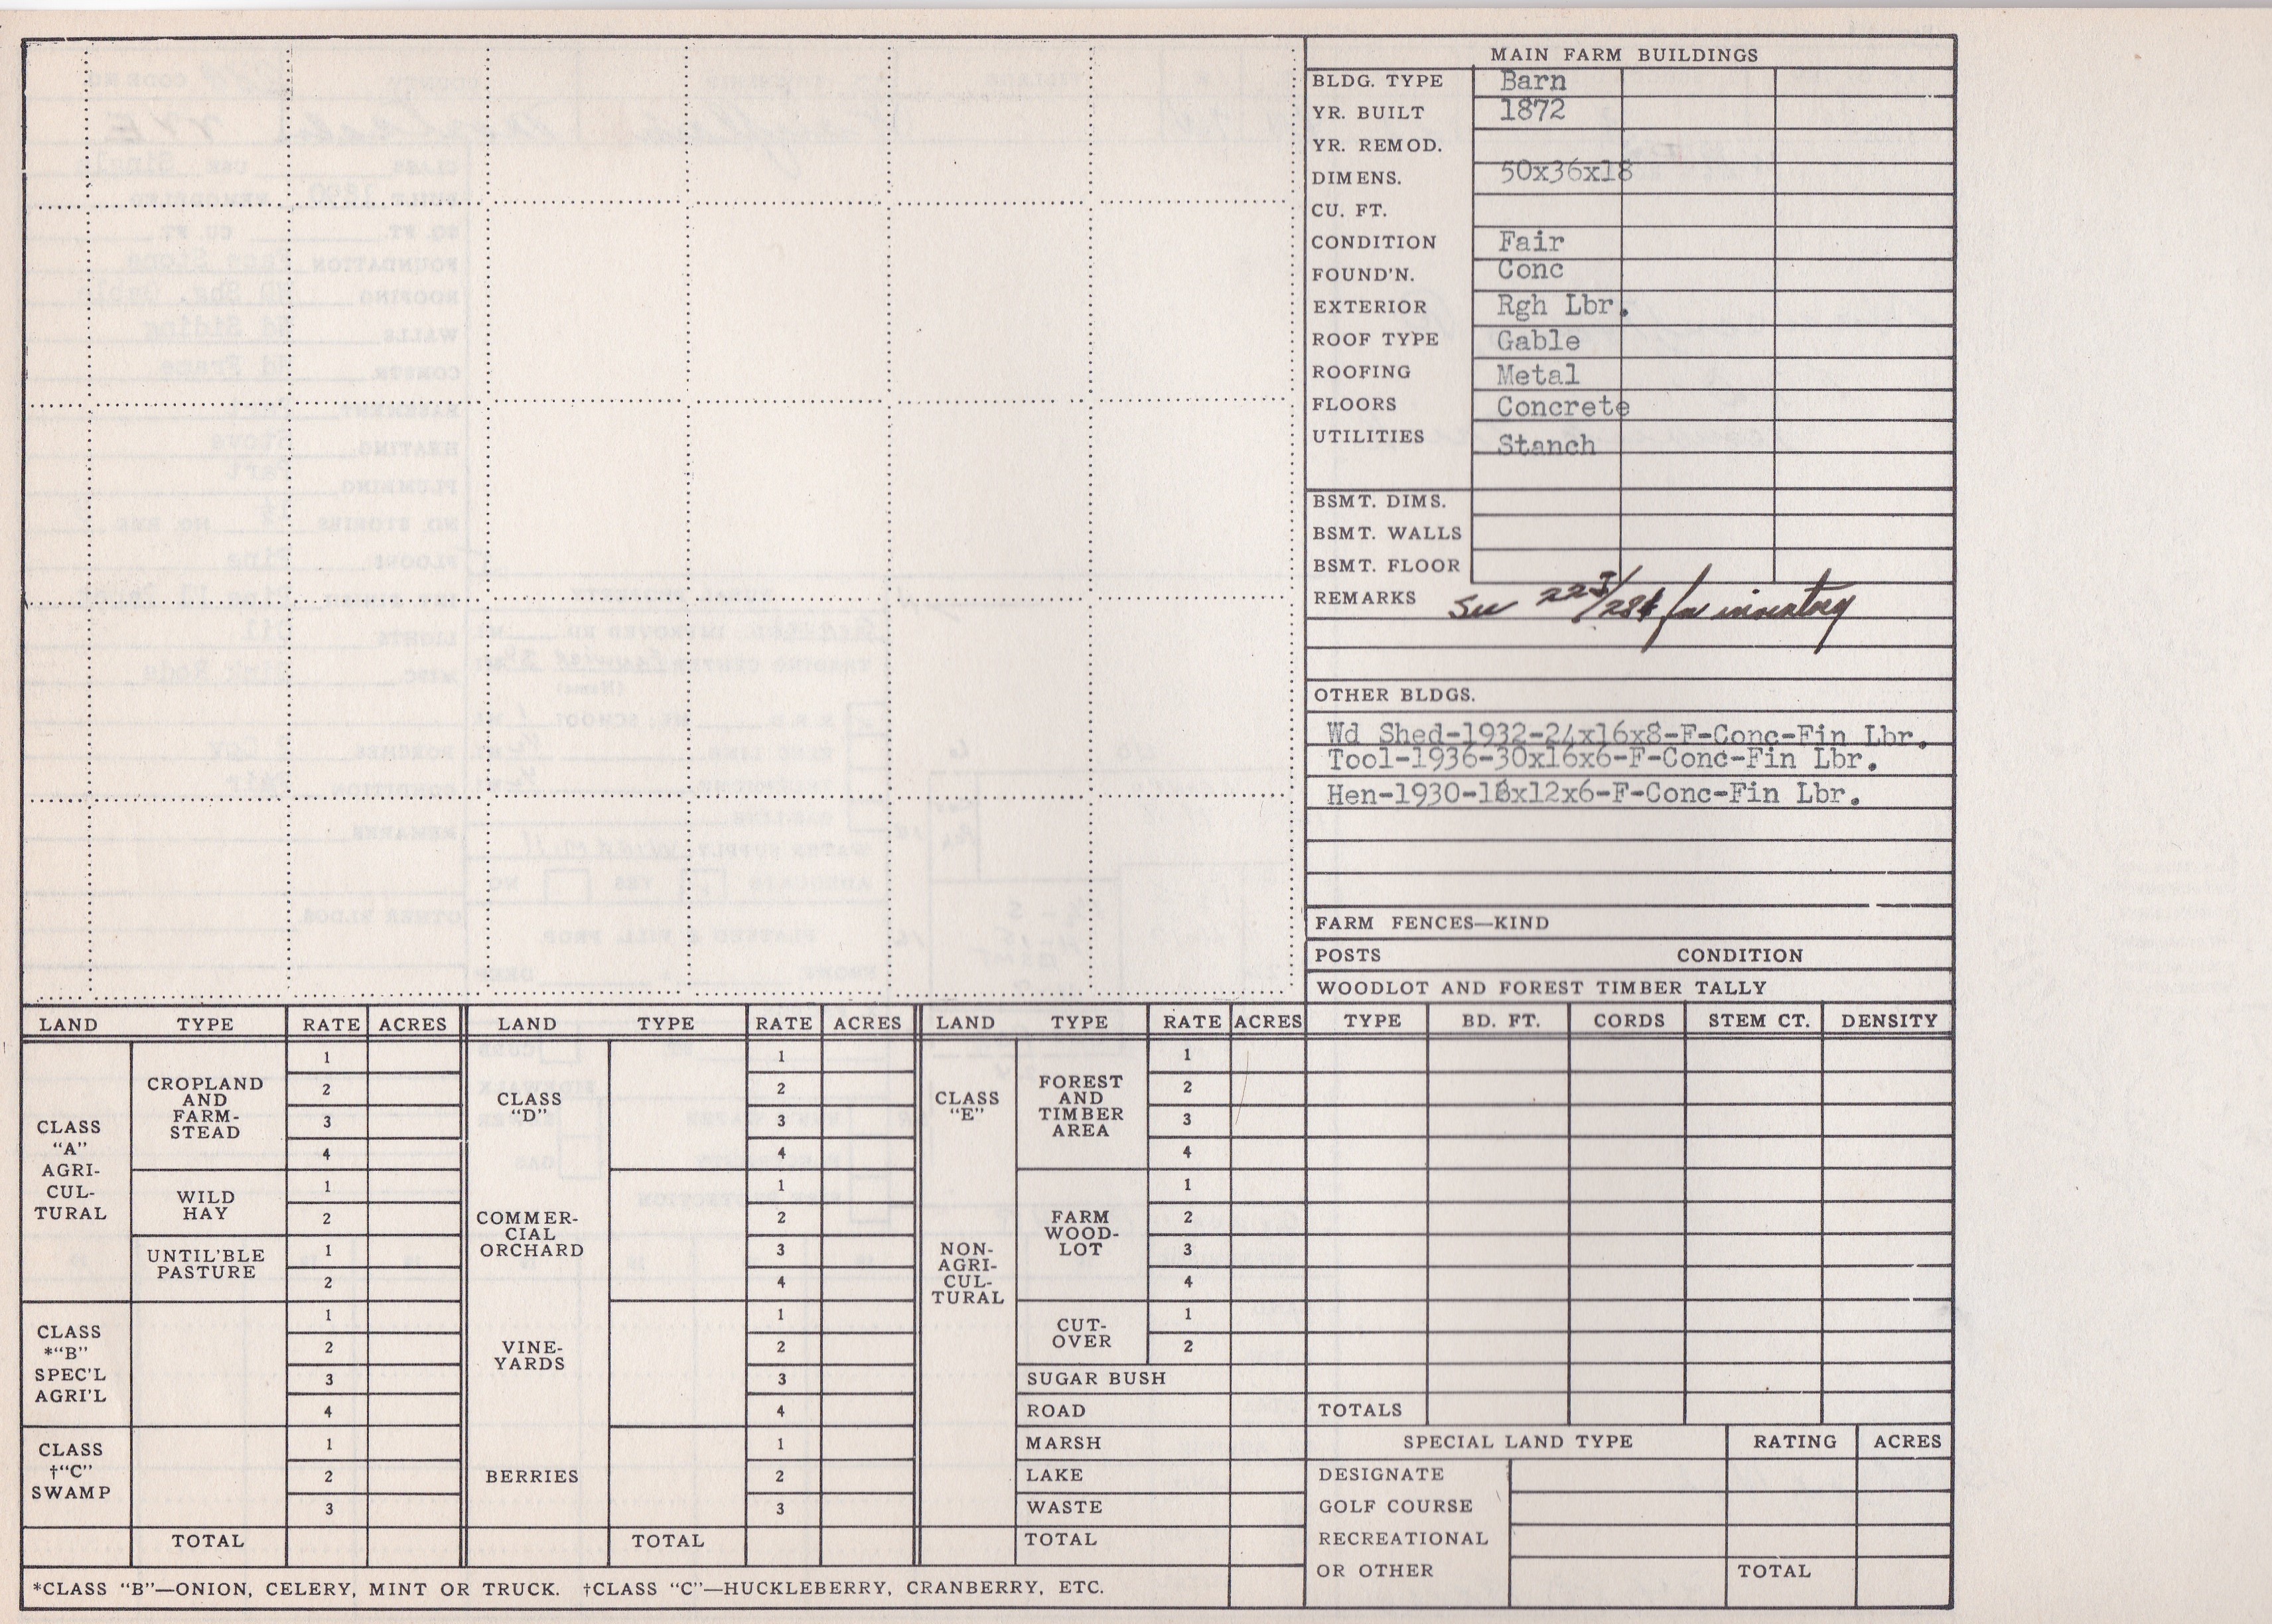 MAIN FARM BUILDINGS
BLDG. TYPE Barn
YR. BUILT 1872
YR. REMOD.
DIMENS. 50x36x18
CU. FT.
CONDITION Fair
FOUND'N. Conc
EXTERIOR Rgh Lbr.
ROOF TYPE Gable
ROOFING Metal
FLOORS Concrete
UTILITIES Stanch
BSMT. DIMS.
BSMT. WALLS
BSMT. FLOOR
REMARKS See for inventory
OTHER BLDGS.
Wd Shed-1932-24x16x8-F-Conc-Fin Lbr.
Tool-1936-30x16x6-F-Conc-Fin Lbr.
Hen-1930-18x12x6-F-Conc-Fin Lbr.
FARM FENCES—KIND
POSTS CONDITION
WOODLOT AND FOREST TIMBER TALLY
TYPE BD. FT. CORDS STEM CT. DENSITY
TOTALS
SPECIAL LAND TYPE RATING ACRES
DESIGNATE
GOLF COURSE
RECREATIONAL
OR OTHER TOTAL
LAND TYPE RATE ACRES
CLASS
“A”
AGRI-
CUL-
TURAL
CROPLAND
AND
FARM-
STEAD
1
2
3
4
WILD
HAY
1
2
UNTIL'BLE
PASTURE
1
2
CLASS
*“B”
SPEC'L
AGRI'L
1
2
3
4
CLASS
†“C”
SWAMP
1
2
3
TOTAL
LAND TYPE RATE ACRES
CLASS
“D”
1
2
3
4
COMMER-
CIAL
ORCHARD
1
2
3
4
VINE-
YARDS
1
2
3
4
BERRIES
1
2
3
TOTAL
LAND TYPE RATE ACRES
CLASS
“E”
NON-
AGRI-
CUL-
TURAL
FOREST
AND
TIMBER
AREA
1
2
3
4
FARM
WOOD-
LOT
1
2
3
4
CUT-
OVER
1
2
SUGAR BUSH
ROAD
MARSH
LAKE
WASTE
TOTAL
*CLASS “B”—ONION, CELERY, MINT OR TRUCK. †CLASS “C”—HUCKLEBERRY, CRANBERRY, ETC.